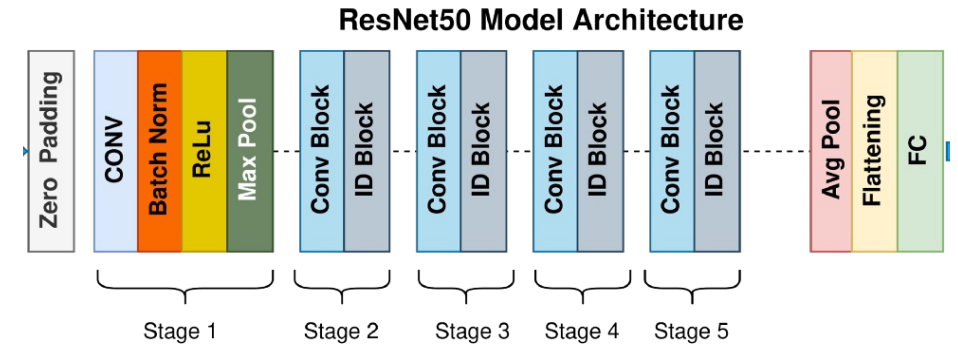 ResNet50 Model Architecture
Zero Padding
CONV
Batch Norm
ReLu
Max Pool
Conv Block
ID Block
Conv Block
ID Block
Conv Block
ID Block
Conv Block
ID Block
Avg Pool
Flattening
FC
Stage 1
Stage 2
Stage 3
Stage 4
Stage 5